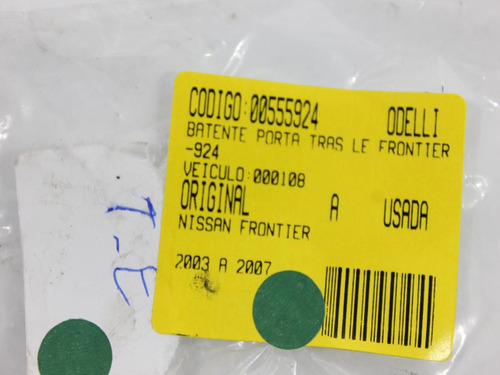 CODIGO:00555924 ODELLI
BATENTE PORTA TRAS LE FRONTIER
-924
VEICULO:000108
ORIGINAL A USADA
NISSAN FRONTIER
2003 A 2007
T-E